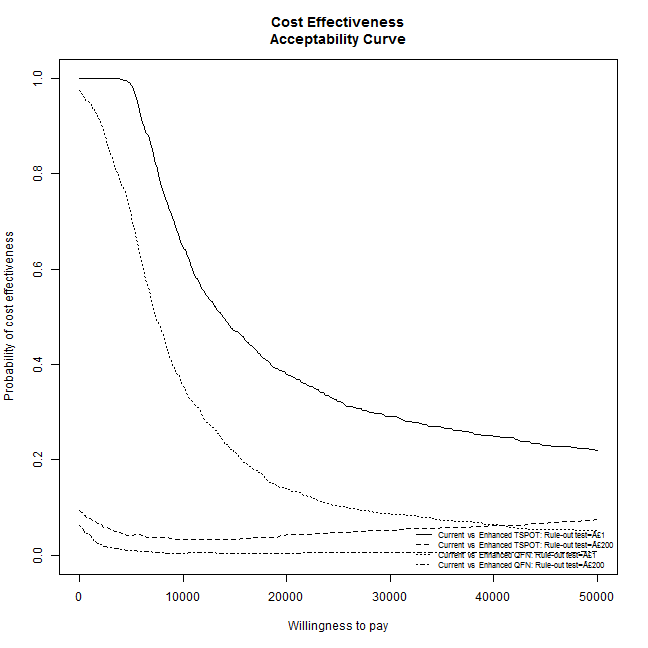 Cost Effectiveness
Acceptability Curve
Probability of cost effectiveness
1.0
0.8
0.6
0.4
0.2
0.0
Current vs Enhanced TSPOT: Rule-out test=Â£1
Current vs Enhanced TSPOT: Rule-out test=Â£200
Current vs Enhanced QFN: Rule-out test=Â£1
Current vs Enhanced QFN: Rule-out test=Â£200
0 10000 20000 30000 40000 50000
Willingness to pay